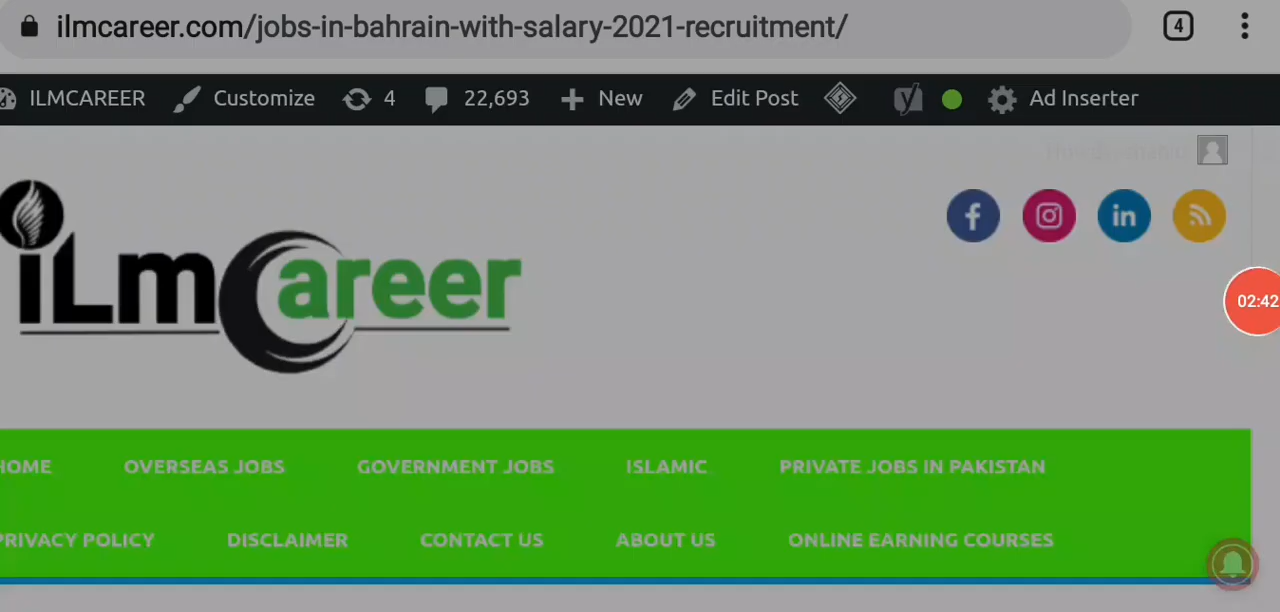 ilmcareer.com/jobs-in-bahrain-with-salary-2021-recruitment/
4
ILMCAREER Customize 4 22,693 New Edit Post Ad Inserter
iLmCareer
02:42
HOME OVERSEAS JOBS GOVERNMENT JOBS ISLAMIC PRIVATE JOBS IN PAKISTAN
PRIVACY POLICY DISCLAIMER CONTACT US ABOUT US ONLINE EARNING COURSES